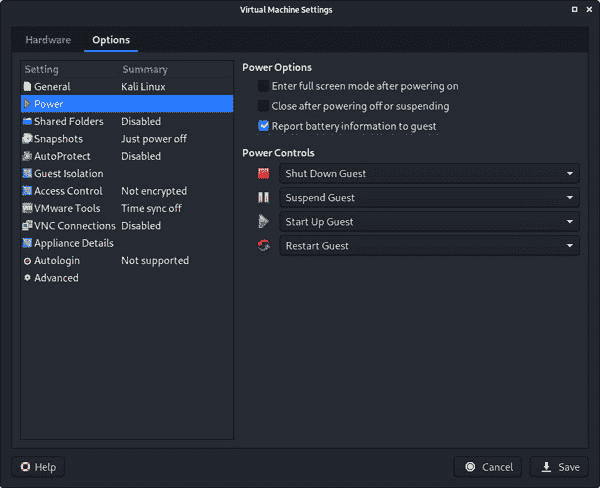 Virtual Machine Settings
Hardware Options
Setting Summary
General Kali Linux
Power
Shared Folders Disabled
Snapshots Just power off
AutoProtect Disabled
Guest Isolation
Access Control Not encrypted
VMware Tools Time sync off
VNC Connections Disabled
Appliance Details
Autologin Not supported
Advanced
Power Options
Enter full screen mode after powering on
Close after powering off or suspending
Report battery information to guest
Power Controls
Shut Down Guest
Suspend Guest
Start Up Guest
Restart Guest
Help Cancel Save